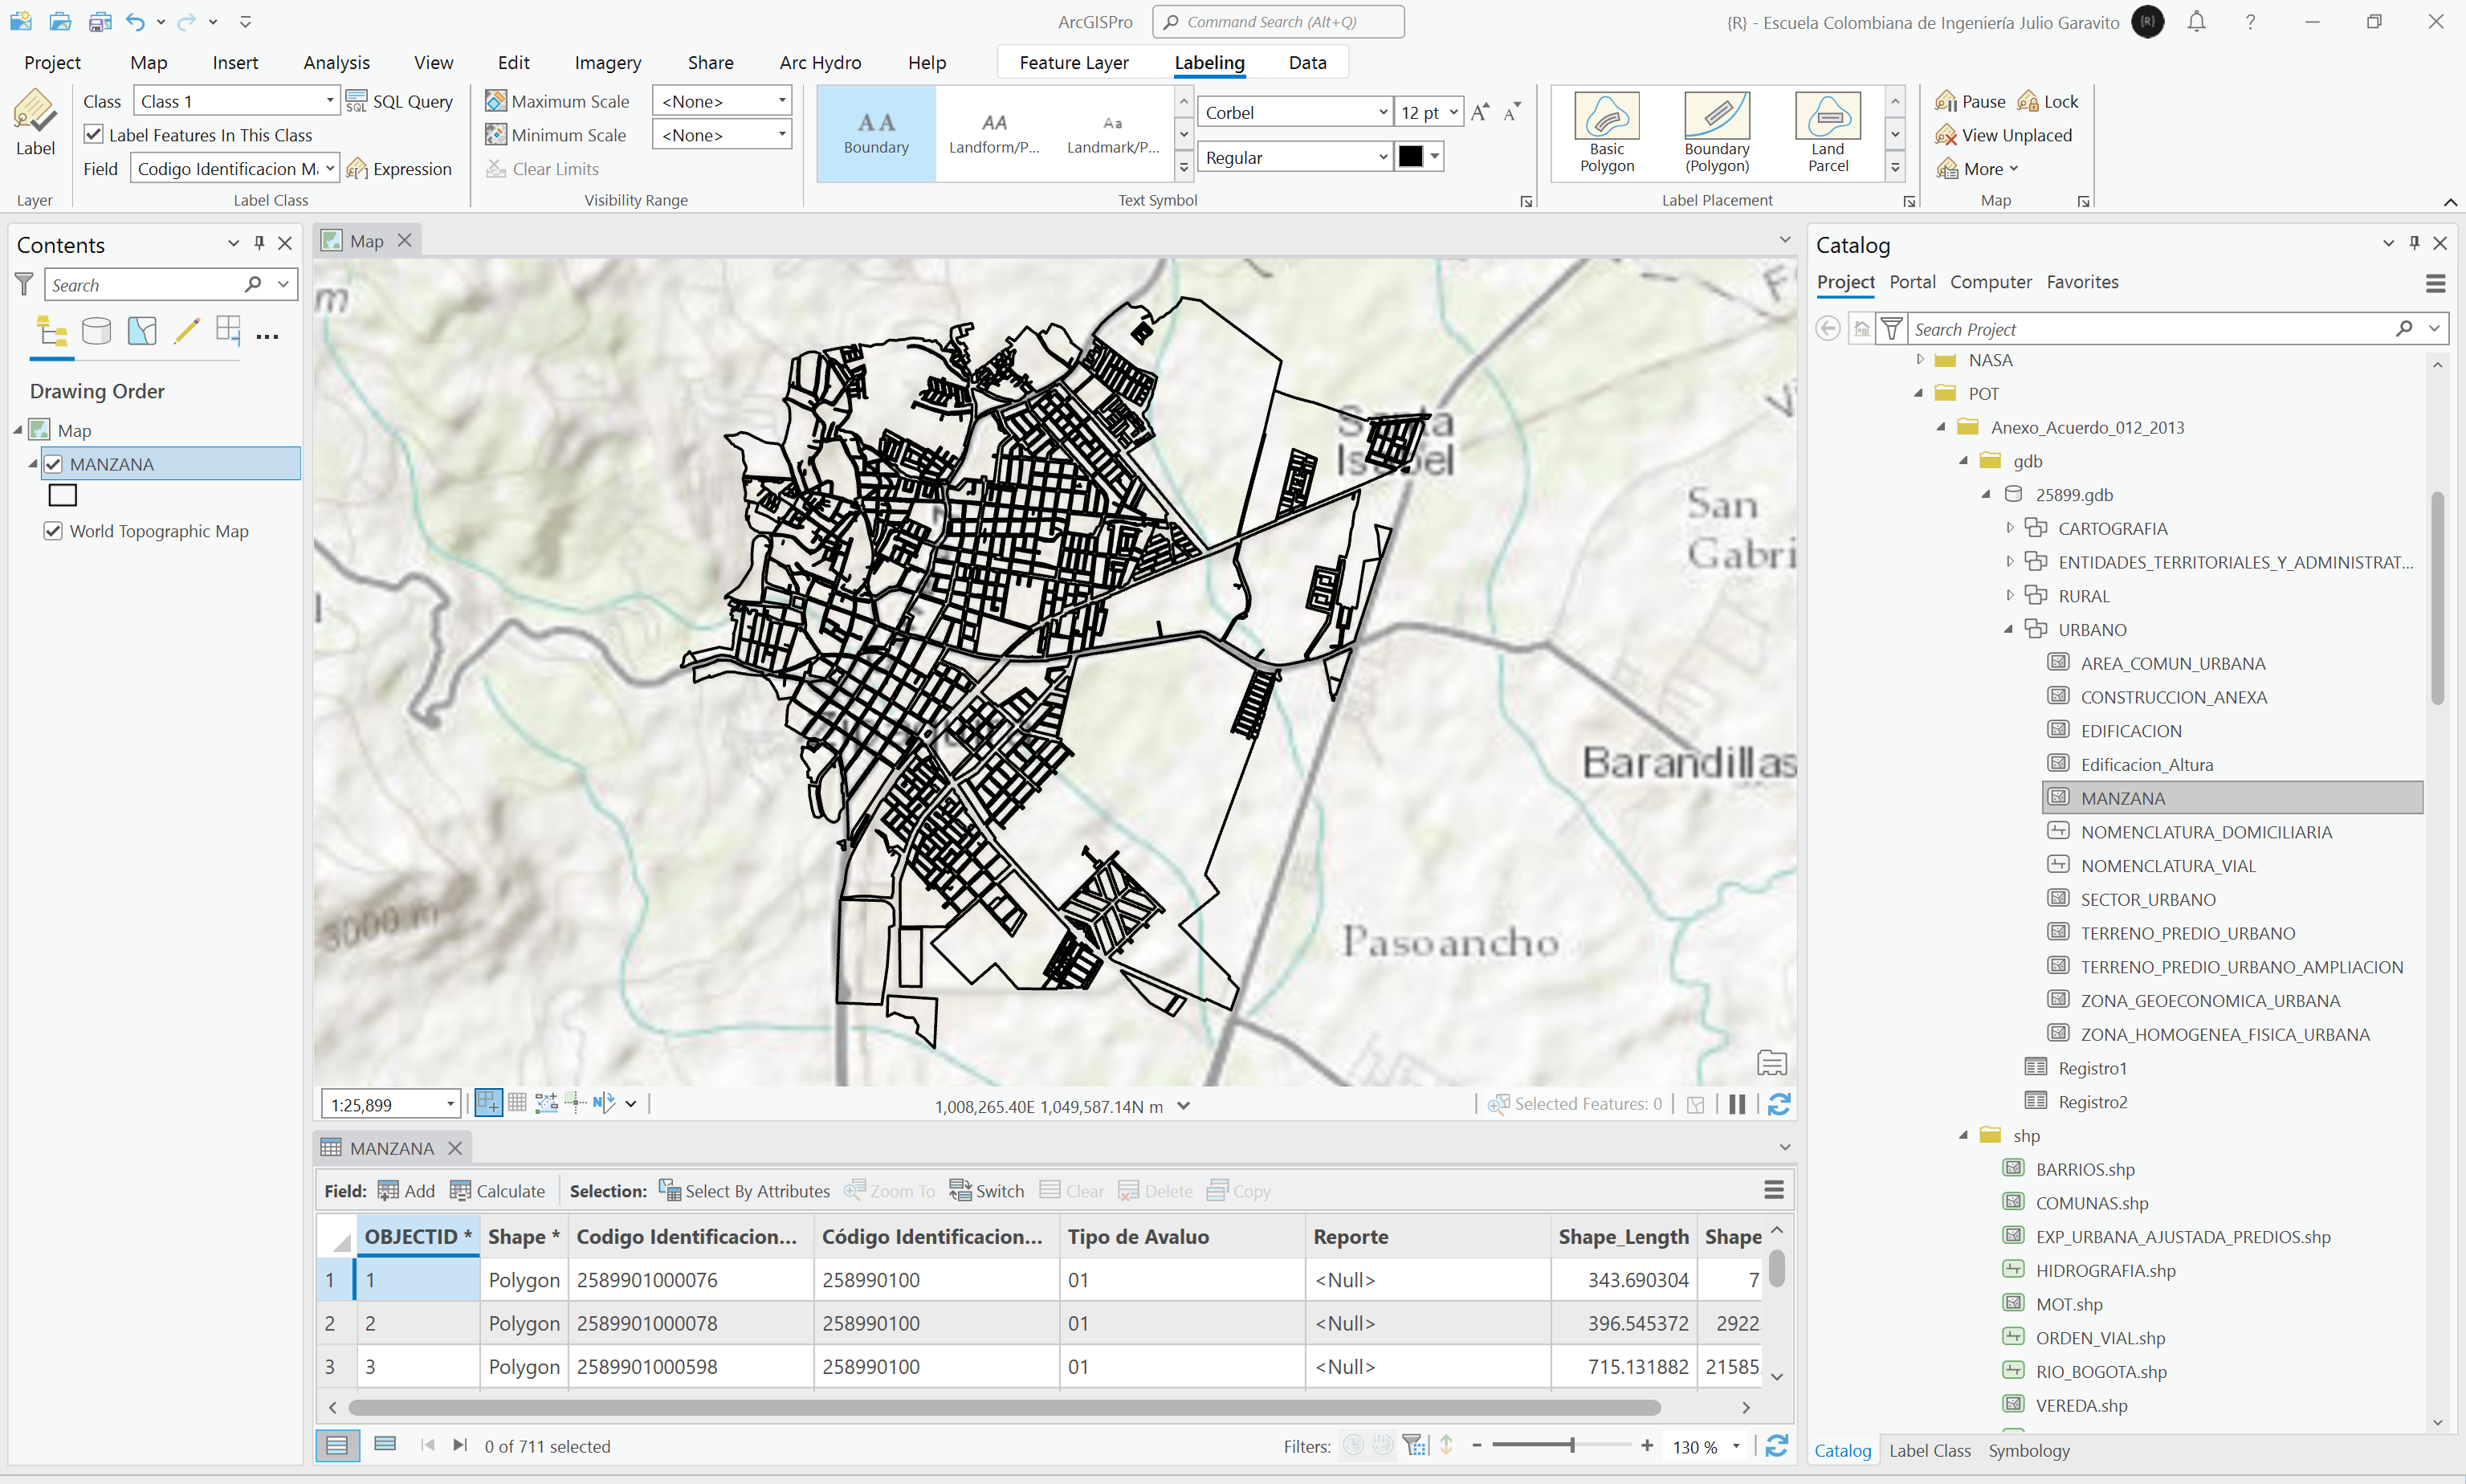 ArcGISPro
Command Search (Alt+Q)
{R} - Escuela Colombiana de Ingeniería Julio Garavito
{R}
Project
Map
Insert
Analysis
View
Edit
Imagery
Share
Arc Hydro
Help
Feature Layer
Labeling
Data
Label
Layer
Class
Class 1
SQL Query
Label Features In This Class
Field
Codigo Identificacion M
Expression
Label Class
Maximum Scale
<None>
Minimum Scale
<None>
Clear Limits
Visibility Range
Boundary
Landform/P...
Landmark/P...
Corbel
12 pt
Regular
Text Symbol
Basic Polygon
Boundary (Polygon)
Land Parcel
Label Placement
Pause
Lock
View Unplaced
More
Map
Contents
Search
Drawing Order
Map
MANZANA
World Topographic Map
Map
m
Santa
Isabel
San
Gabri
Barandillas
Pasoancho
3000 m
1:25,899
1,008,265.40E 1,049,587.14N m
Selected Features: 0
MANZANA
Field:
Add
Calculate
Selection:
Select By Attributes
Zoom To
Switch
Clear
Delete
Copy
OBJECTID * Shape * Codigo Identificacion... Código Identificacion... Tipo de Avaluo Reporte Shape_Length Shape
1 1 Polygon 2589901000076 258990100 01 <Null> 343.690304 7
2 2 Polygon 2589901000078 258990100 01 <Null> 396.545372 2922.
3 3 Polygon 2589901000598 258990100 01 <Null> 715.131882 21585.
0 of 711 selected
Filters:
130 %
Catalog
Project
Portal
Computer
Favorites
Search Project
NASA
POT
Anexo_Acuerdo_012_2013
gdb
25899.gdb
CARTOGRAFIA
ENTIDADES_TERRITORIALES_Y_ADMINISTRAT...
RURAL
URBANO
AREA_COMUN_URBANA
CONSTRUCCION_ANEXA
EDIFICACION
Edificacion_Altura
MANZANA
NOMENCLATURA_DOMICILIARIA
NOMENCLATURA_VIAL
SECTOR_URBANO
TERRENO_PREDIO_URBANO
TERRENO_PREDIO_URBANO_AMPLIACION
ZONA_GEOECONOMICA_URBANA
ZONA_HOMOGENEA_FISICA_URBANA
Registro1
Registro2
shp
BARRIOS.shp
COMUNAS.shp
EXP_URBANA_AJUSTADA_PREDIOS.shp
HIDROGRAFIA.shp
MOT.shp
ORDEN_VIAL.shp
RIO_BOGOTA.shp
VEREDA.shp
Catalog
Label Class
Symbology